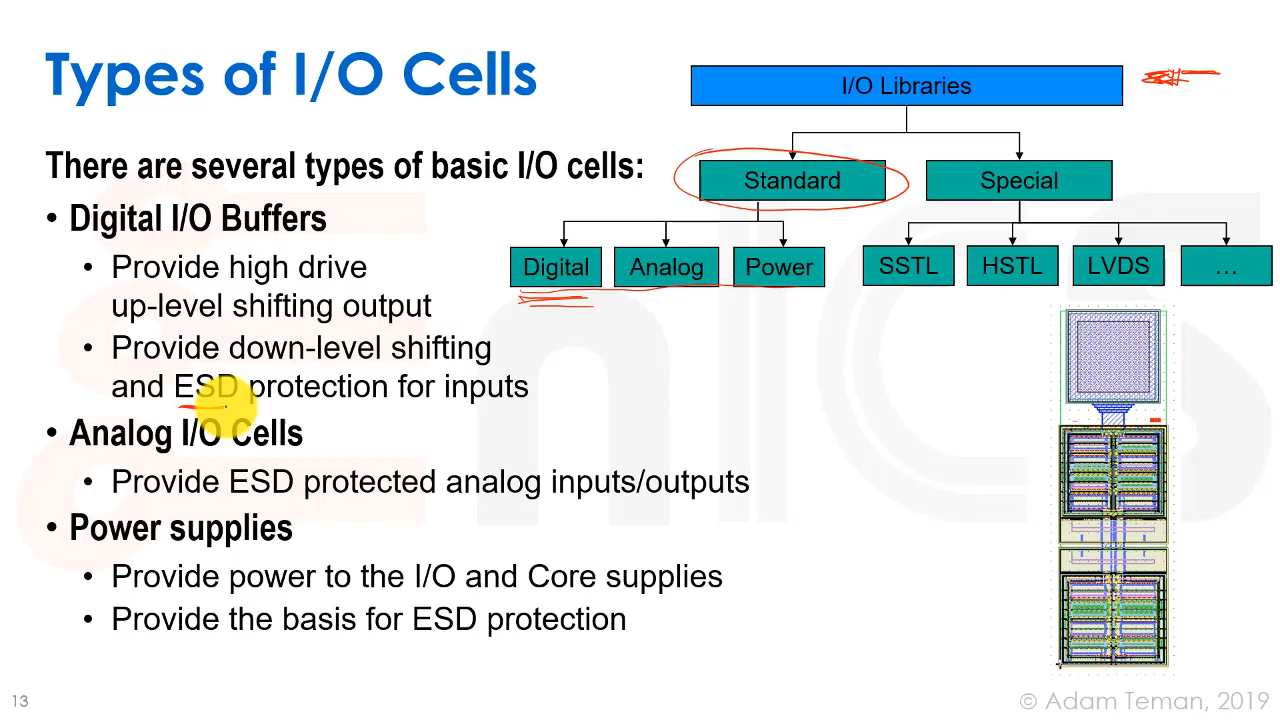 Types of I/O Cells
There are several types of basic I/O cells:
• Digital I/O Buffers
• Provide high drive
up-level shifting output
• Provide down-level shifting
and ESD protection for inputs
• Analog I/O Cells
• Provide ESD protected analog inputs/outputs
• Power supplies
• Provide power to the I/O and Core supplies
• Provide the basis for ESD protection
I/O Libraries
Standard
Special
Digital
Analog
Power
SSTL
HSTL
LVDS
...
13
© Adam Teman, 2019